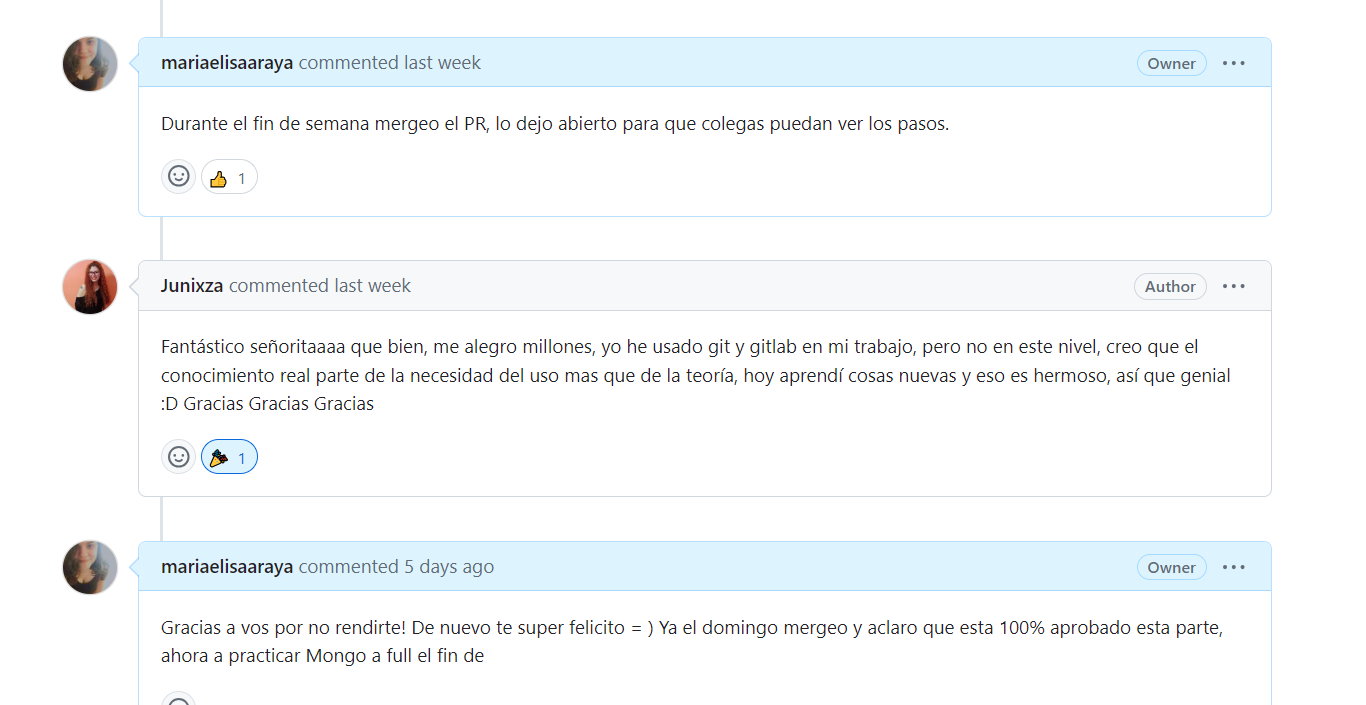 mariaelisaaraya commented last week
Owner
Durante el fin de semana mergeo el PR, lo dejo abierto para que colegas puedan ver los pasos.
1
Junixza commented last week
Author
Fantástico señoritaaaa que bien, me alegro millones, yo he usado git y gitlab en mi trabajo, pero no en este nivel, creo que el
conocimiento real parte de la necesidad del uso mas que de la teoría, hoy aprendí cosas nuevas y eso es hermoso, así que genial
:D Gracias Gracias Gracias
1
mariaelisaaraya commented 5 days ago
Owner
Gracias a vos por no rendirte! De nuevo te super felicito = ) Ya el domingo mergeo y aclaro que esta 100% aprobado esta parte,
ahora a practicar Mongo a full el fin de